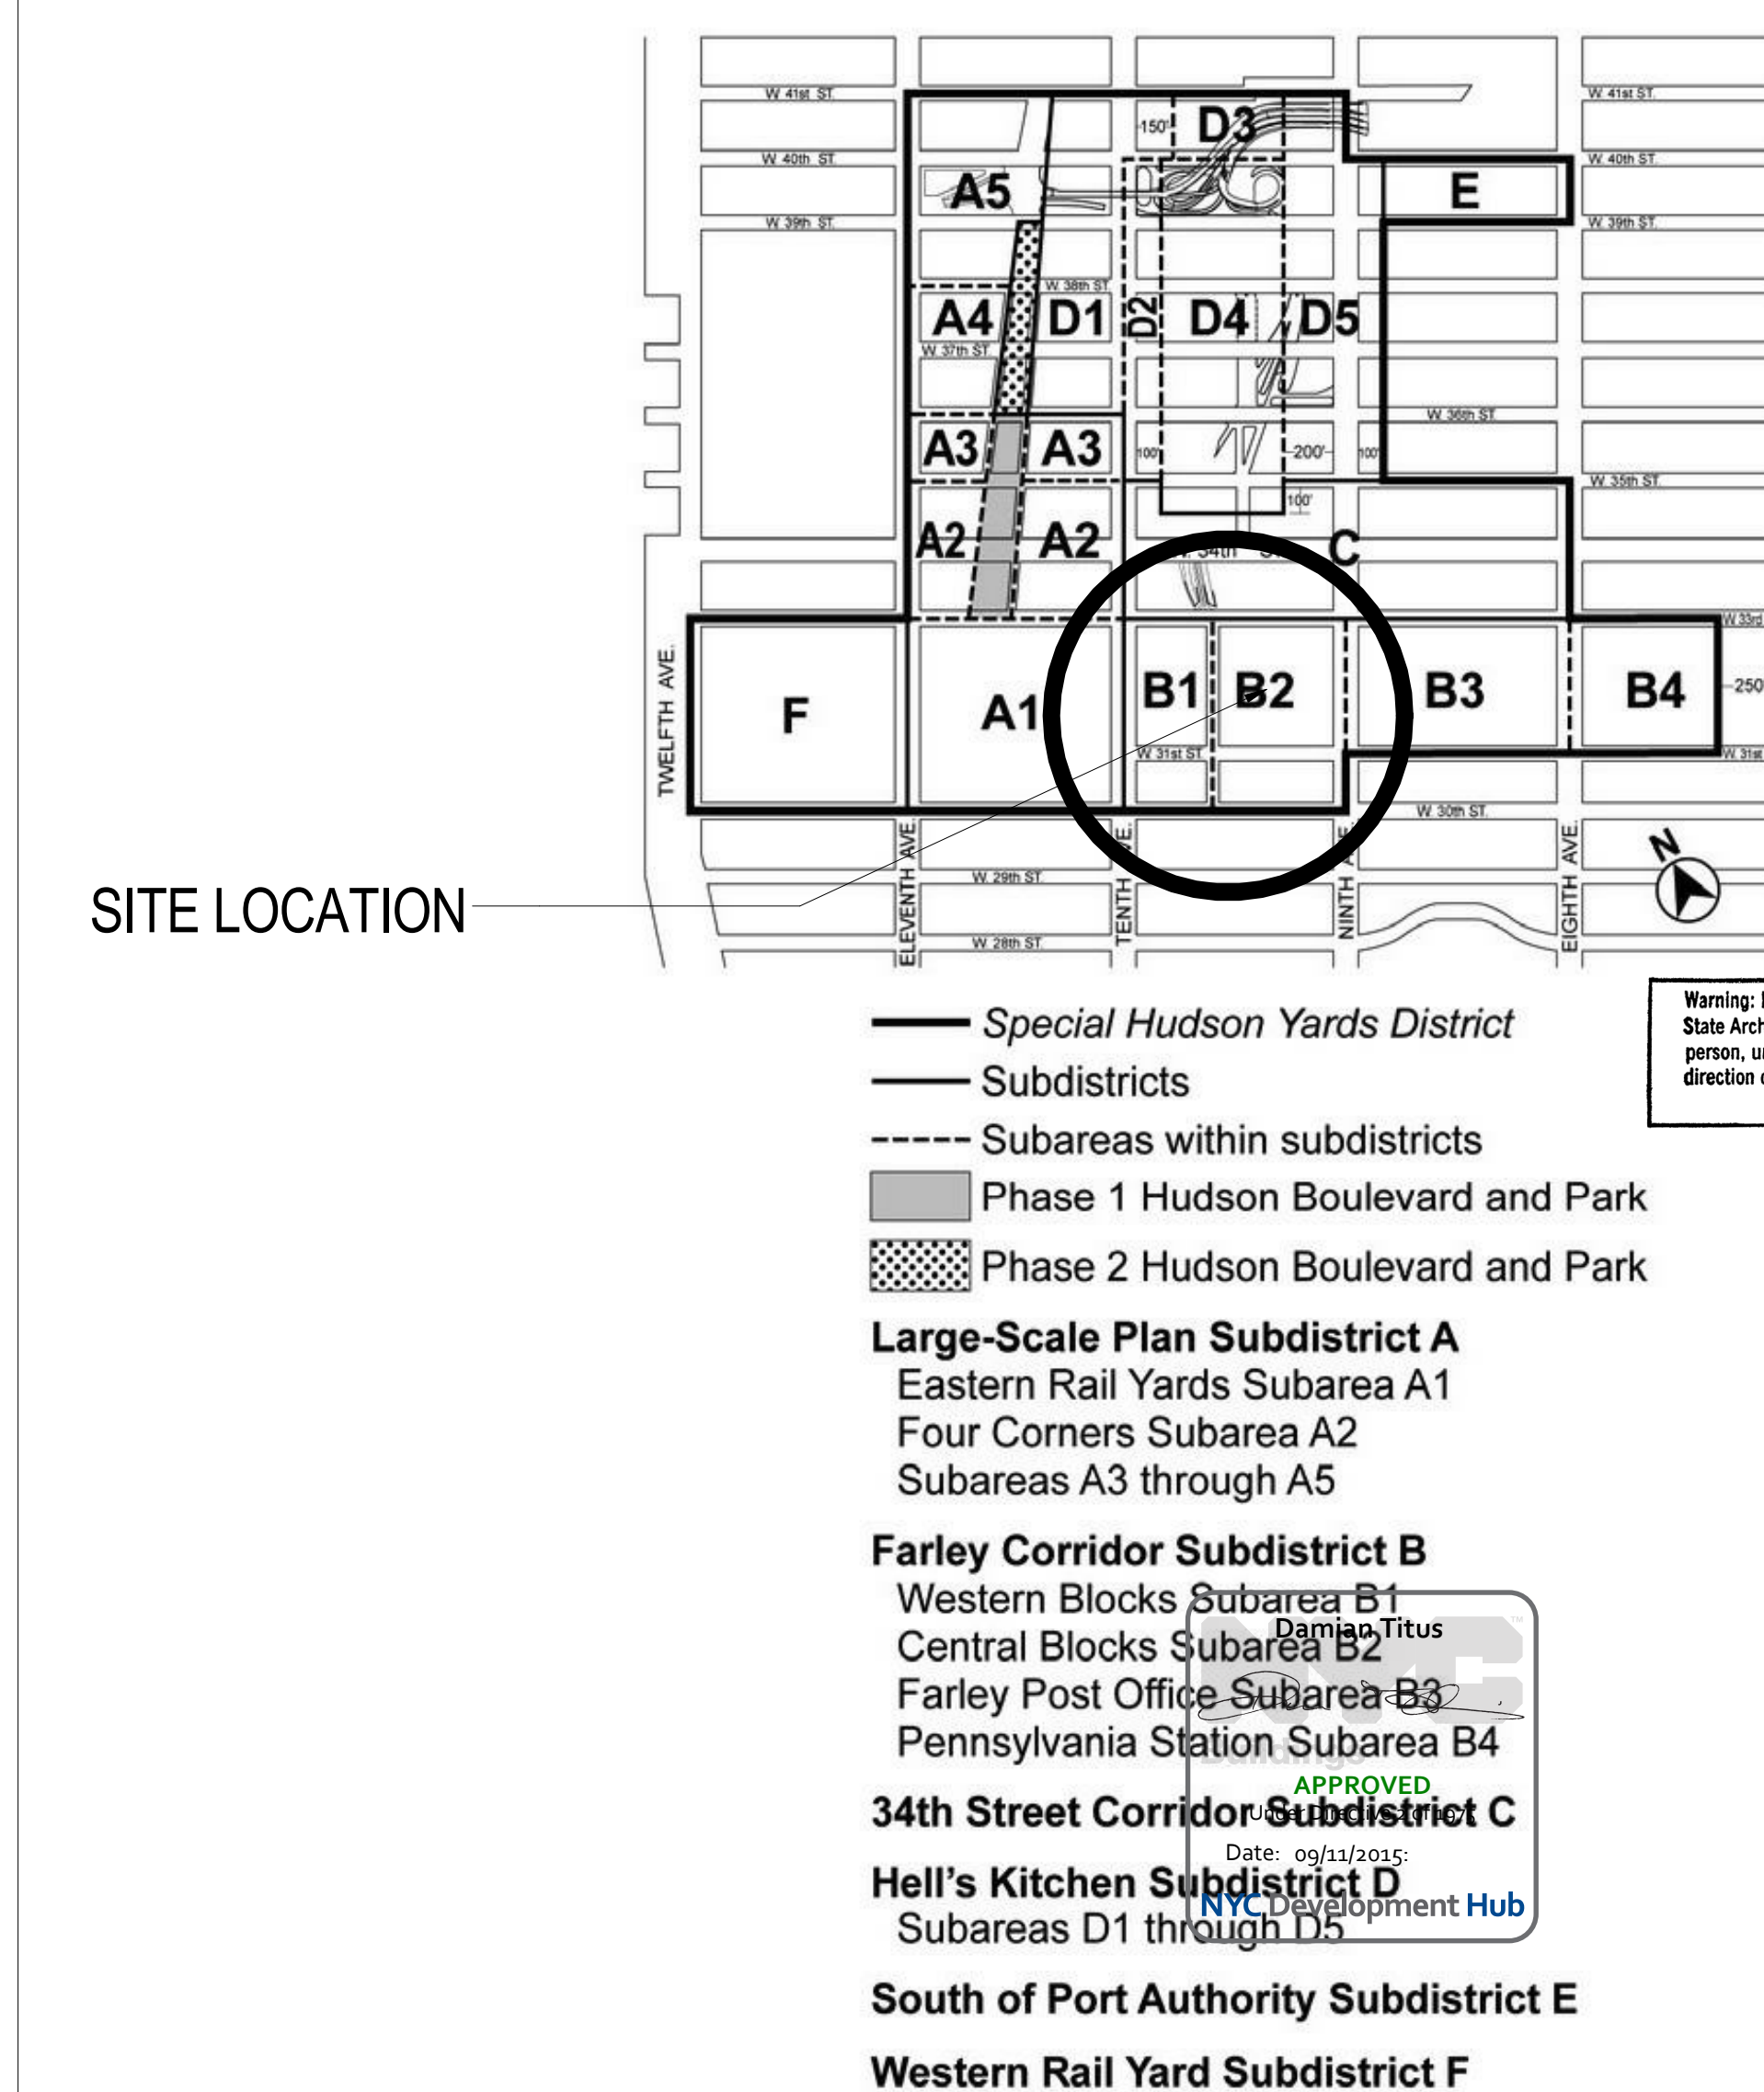 W. 41st ST.
W. 41st ST.
150'
D3
W. 40th ST.
W. 40th ST.
A5
E
W. 39th ST.
W. 39th ST.
W. 38th ST.
A4
D1
D2
D4
D5
W. 37th ST.
W. 36th ST.
A3
A3
100'
200'
100'
W. 35th ST.
100'
A2
A2
34th
C
W. 33rd
TWELFTH AVE.
F
A1
B1
B2
B3
B4
250'
W. 31st ST.
W. 31st
W. 30th ST.
ELEVENTH AVE.
TENTH
NINTH
EIGHTH AVE.
N
W. 29th ST.
SITE LOCATION
W. 28th ST.
Warning:
State Arch
person, u
direction
Special Hudson Yards District
Subdistricts
Subareas within subdistricts
Phase 1 Hudson Boulevard and Park
Phase 2 Hudson Boulevard and Park
Large-Scale Plan Subdistrict A
Eastern Rail Yards Subarea A1
Four Corners Subarea A2
Subareas A3 through A5
Farley Corridor Subdistrict B
Western Blocks Subarea B1
Central Blocks Subarea B2
Farley Post Office Subarea B3
Pennsylvania Station Subarea B4
34th Street Corridor Subdistrict C
Hell's Kitchen Subdistrict D
Subareas D1 through D5
South of Port Authority Subdistrict E
Western Rail Yard Subdistrict F
Damian Titus
NYC
Buildings
APPROVED
Under Directive 2 of 1975
Date: 09/11/2015:
NYC Development Hub